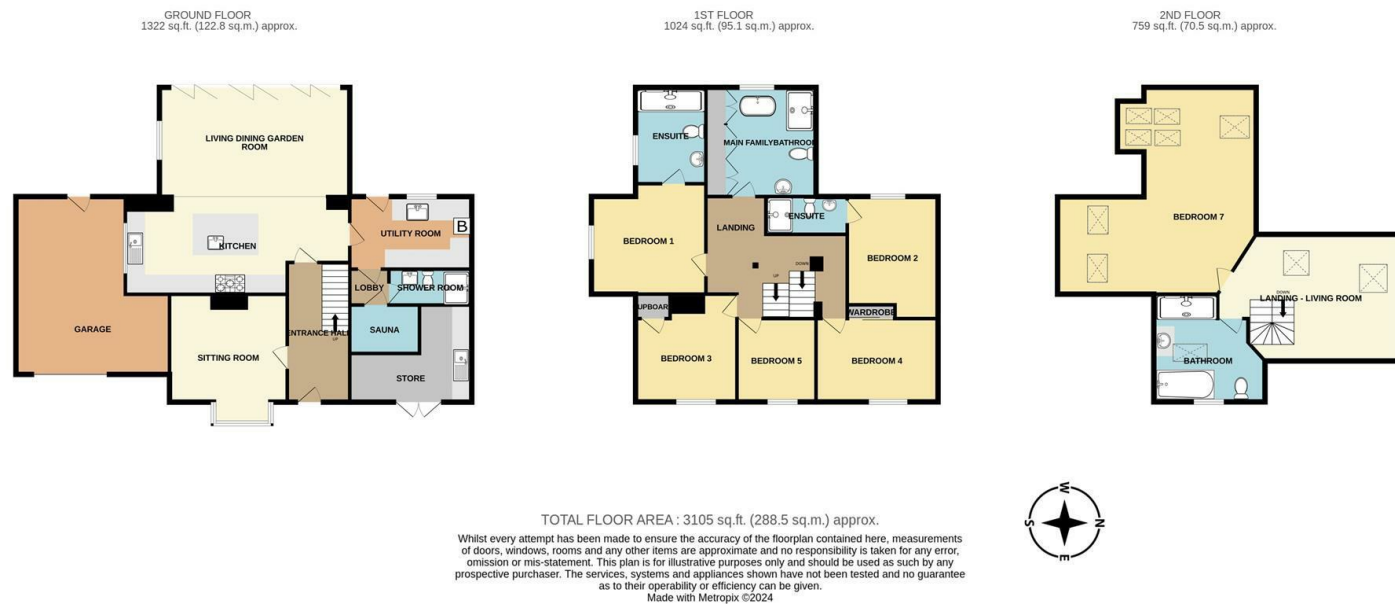 GROUND FLOOR
1322 sq.ft. (122.8 sq.m.) approx.
1ST FLOOR
1024 sq.ft. (95.1 sq.m.) approx.
2ND FLOOR
759 sq.ft. (70.5 sq.m.) approx.
LIVING DINING GARDEN
ROOM
KITCHEN
UTILITY ROOM
B
LOBBY
SHOWER ROOM
GARAGE
SITTING ROOM
ENTRANCE HALL
UP
SAUNA
STORE
ENSUITE
MAIN FAMILYBATHROOM
BEDROOM 1
LANDING
ENSUITE
BEDROOM 2
UP
DOWN
UPBOAR
WARDROBE
BEDROOM 3
BEDROOM 5
BEDROOM 4
BEDROOM 7
DOWN
LANDING - LIVING ROOM
BATHROOM
W
S
N
E
TOTAL FLOOR AREA : 3105 sq.ft. (288.5 sq.m.) approx.
Whilst every attempt has been made to ensure the accuracy of the floorplan contained here, measurements
of doors, windows, rooms and any other items are approximate and no responsibility is taken for any error,
omission or mis-statement. This plan is for illustrative purposes only and should be used as such by any
prospective purchaser. The services, systems and appliances shown have not been tested and no guarantee
as to their operability or efficiency can be given.
Made with Metropix ©2024